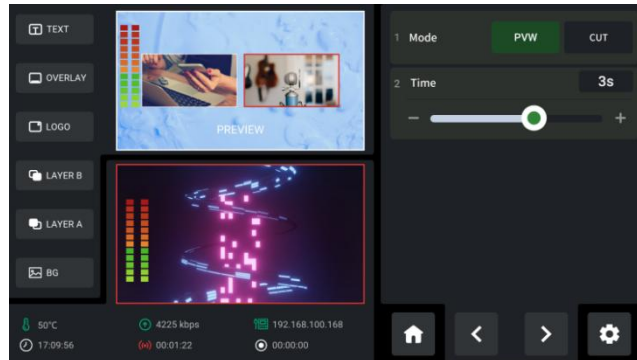 TEXT
OVERLAY
LOGO
LAYER B
LAYER A
BG
PREVIEW
50°C
4225 kbps
192.168.100.168
17:09:56
00:01:22
00:00:00
1 Mode PVW CUT
2 Time 3s
− +